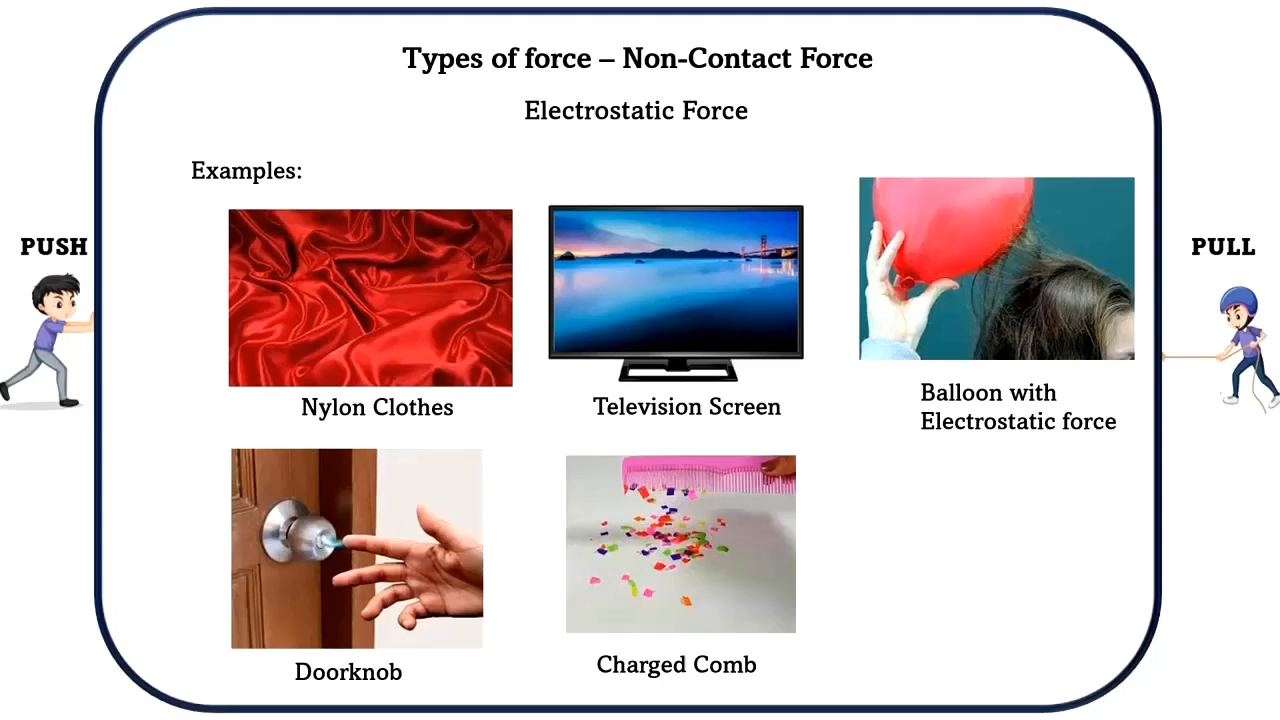 Types of force – Non-Contact Force
Electrostatic Force
Examples:
PUSH
PULL
Nylon Clothes
Television Screen
Balloon with
Electrostatic force
Doorknob
Charged Comb